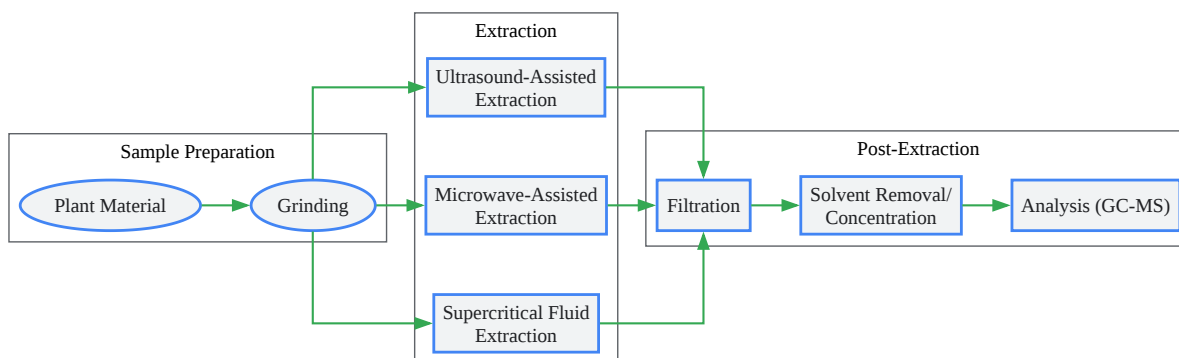 Sample Preparation
Plant Material
Grinding
Extraction
Ultrasound-Assisted
Extraction
Microwave-Assisted
Extraction
Supercritical Fluid
Extraction
Post-Extraction
Filtration
Solvent Removal/
Concentration
Analysis (GC-MS)